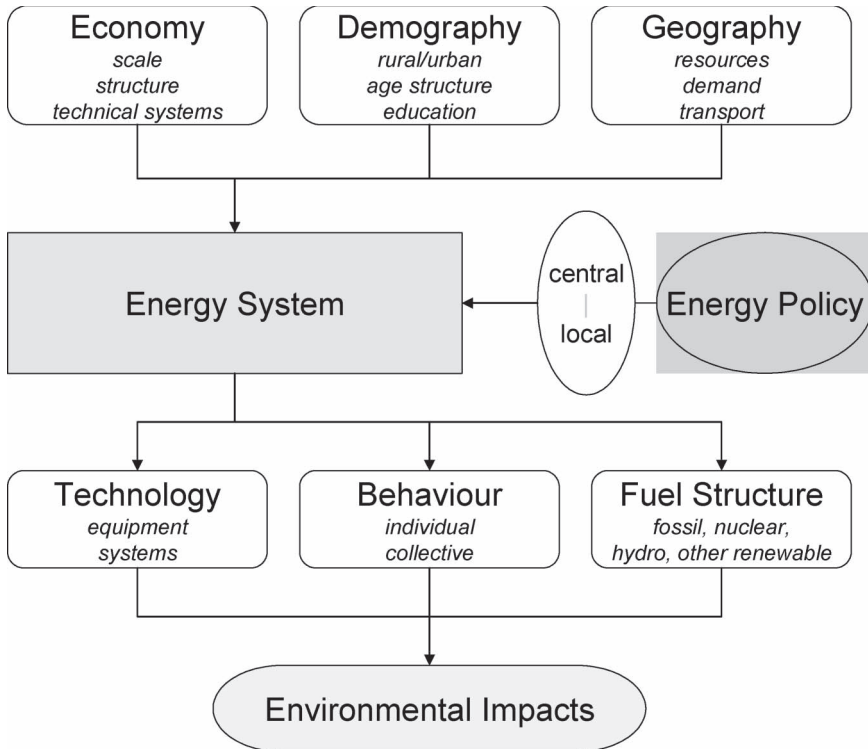 Economy
scale
structure
technical systems
Demography
rural/urban
age structure
education
Geography
resources
demand
transport
Energy System
central
local
Energy Policy
Technology
equipment
systems
Behaviour
individual
collective
Fuel Structure
fossil, nuclear,
hydro, other renewable
Environmental Impacts